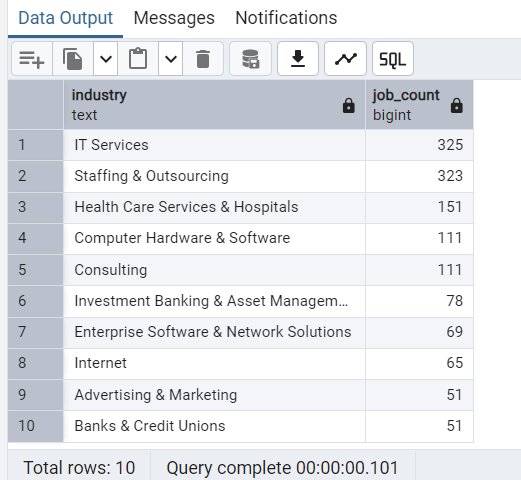 Data Output Messages Notifications
SQL
industry job_count
text bigint
1 IT Services 325
2 Staffing & Outsourcing 323
3 Health Care Services & Hospitals 151
4 Computer Hardware & Software 111
5 Consulting 111
6 Investment Banking & Asset Managem… 78
7 Enterprise Software & Network Solutions 69
8 Internet 65
9 Advertising & Marketing 51
10 Banks & Credit Unions 51
Total rows: 10 Query complete 00:00:00.101